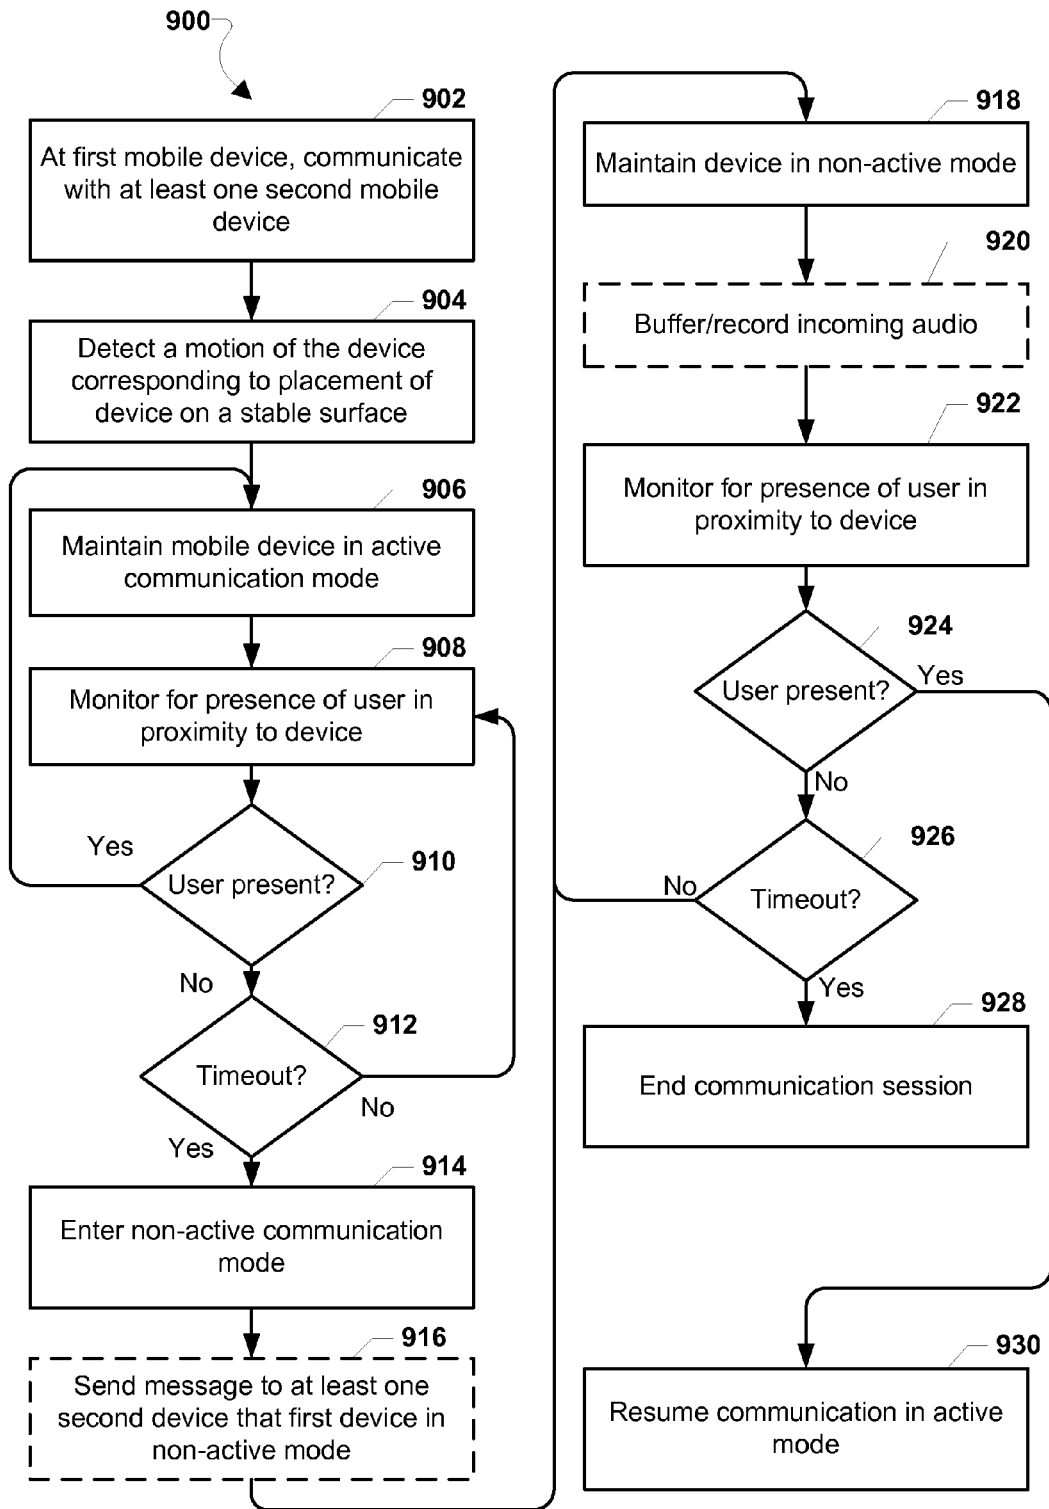 900
902
At first mobile device, communicate
with at least one second mobile
device
904
Detect a motion of the device
corresponding to placement of
device on a stable surface
906
Maintain mobile device in active
communication mode
908
Monitor for presence of user in
proximity to device
Yes
910
User present?
No
912
Timeout?
No
Yes
914
Enter non-active communication
mode
916
Send message to at least one
second device that first device in
non-active mode
918
Maintain device in non-active mode
920
Buffer/record incoming audio
922
Monitor for presence of user in
proximity to device
924
User present?
Yes
No
926
No
Timeout?
Yes
928
End communication session
930
Resume communication in active
mode